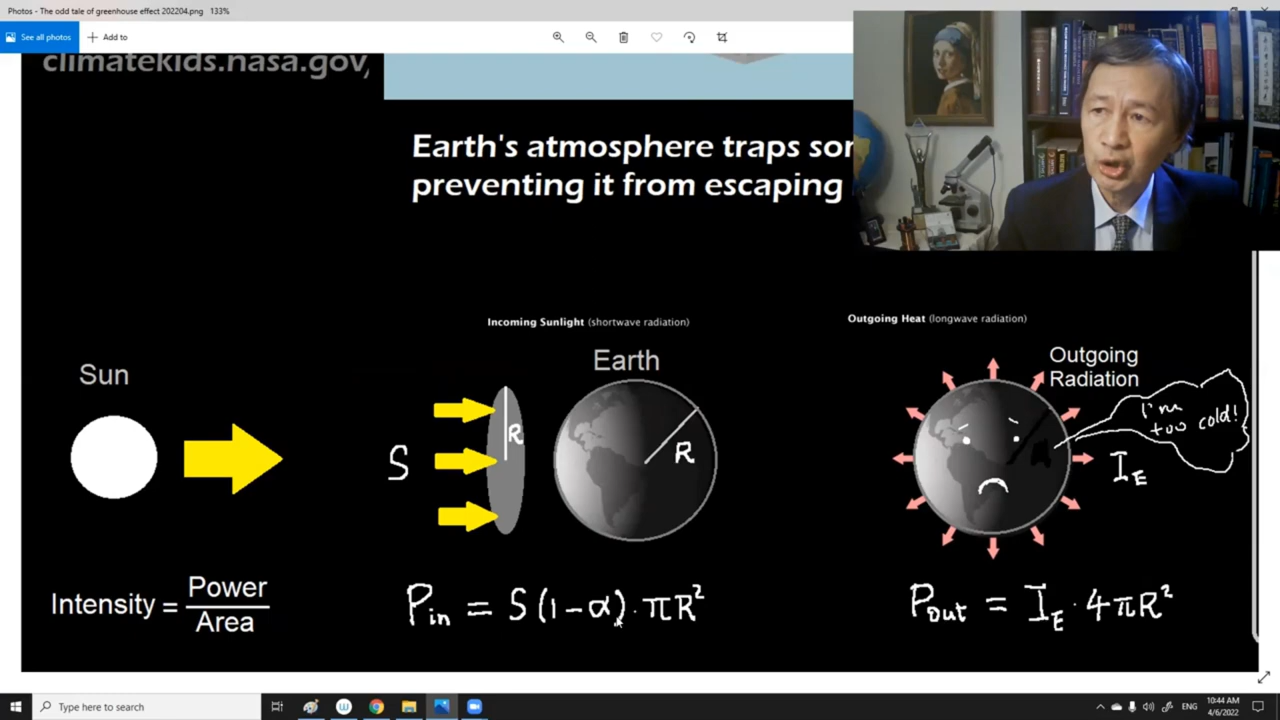 Photos - The odd tale of greenhouse effect 202204.png 133%
See all photos
Add to
climatekids.nasa.gov,
Earth's atmosphere traps
preventing it from escaping
Incoming Sunlight (shortwave radiation)
Outgoing Heat (longwave radiation)
Sun
Earth
Outgoing
Radiation
I'm
too cold!
S
R
R
I_E
Intensity = Power
Area
P_in = S(1-α)·πR²
P_out = I_E·4πR²
Type here to search
ENG
10:44 AM
4/6/2022